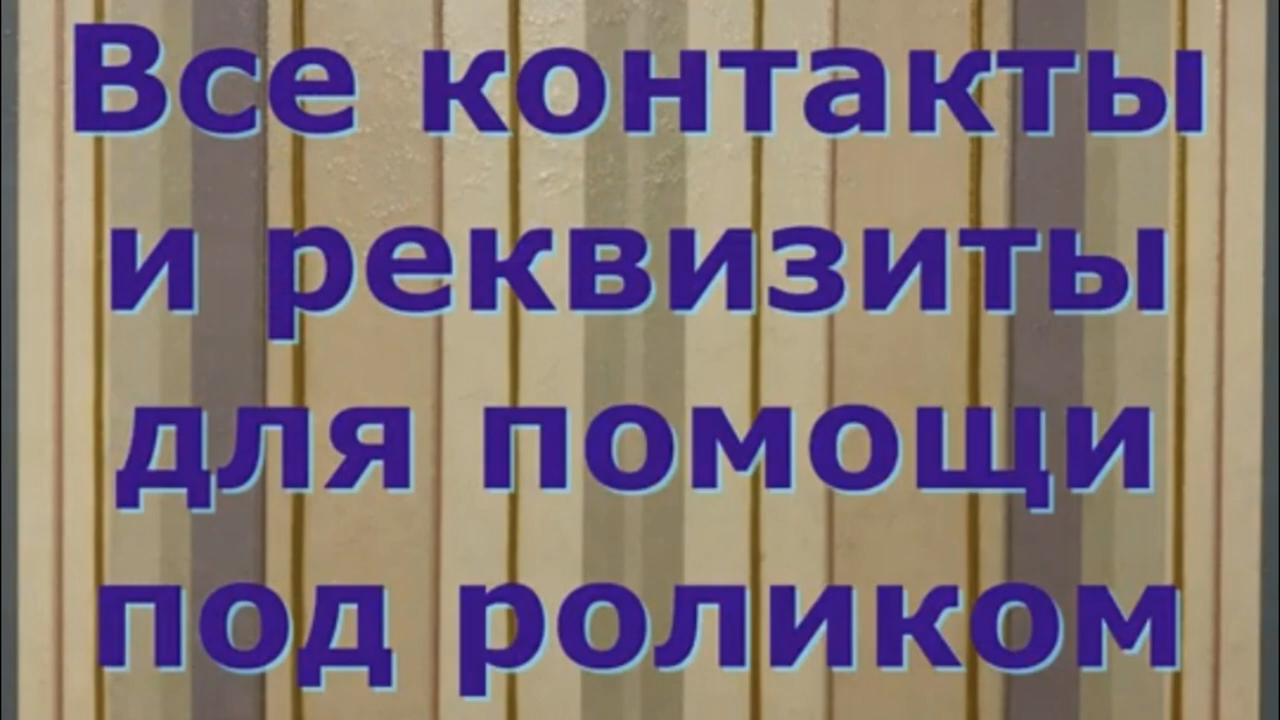 Все контакты
и реквизиты
для помощи
под роликом